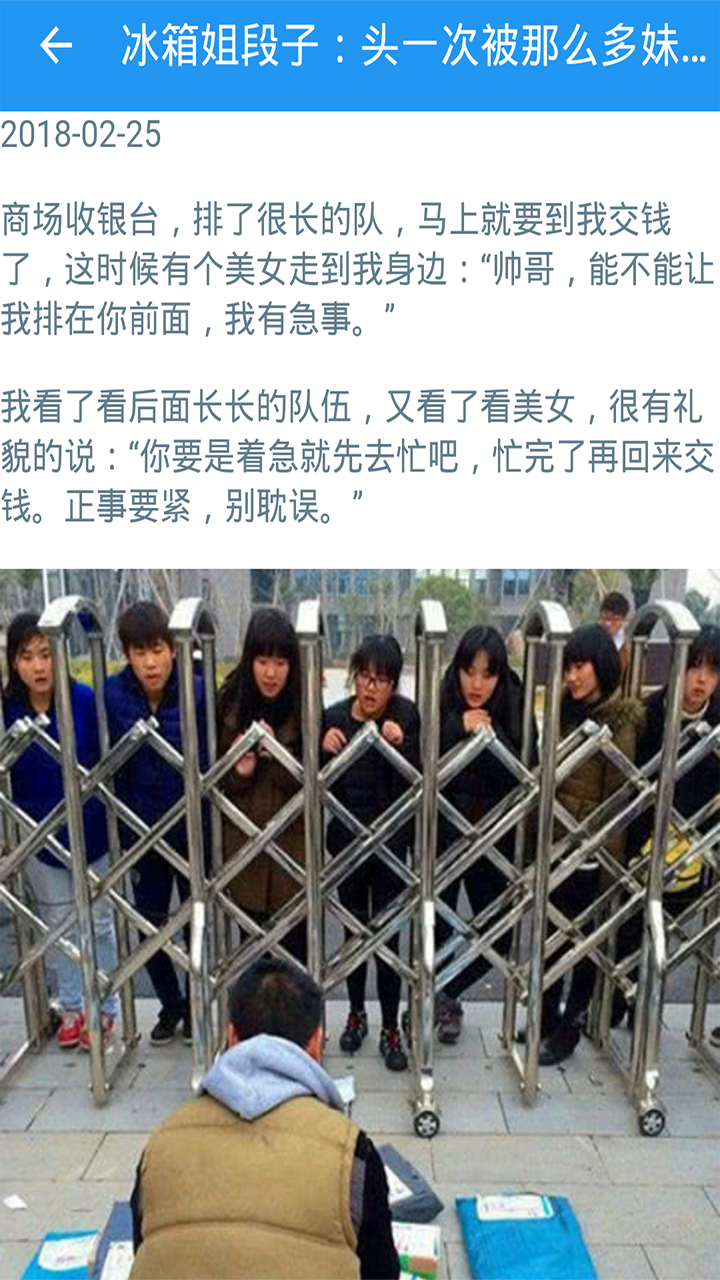 冰箱姐段子：头一次被那么多妹...
2018-02-25
商场收银台，排了很长的队，马上就要到我交钱
了，这时候有个美女走到我身边：“帅哥，能不能让
我排在你前面，我有急事。”
我看了看后面长长的队伍，又看了看美女，很有礼
貌的说：“你要是着急就先去忙吧，忙完了再回来交
钱。正事要紧，别耽误。”